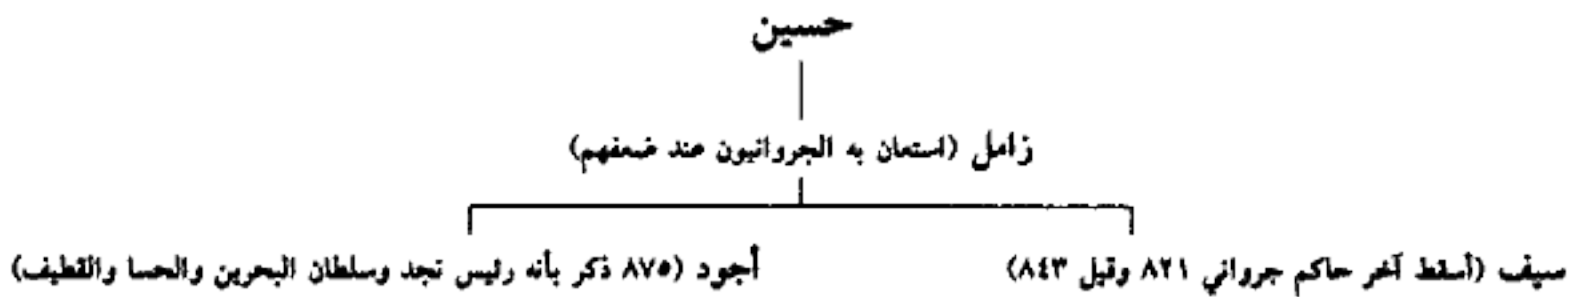 حسين
زامل (استعان به الجروانيون عند ضعفهم)
سيف (أسقط آخر حاكم جرواني ٨٢١ وقيل ٨٤٣)
أجود (٨٧٥ ذكر بأنه رئيس نجد وسلطان البحرين والحسا والقطيف)